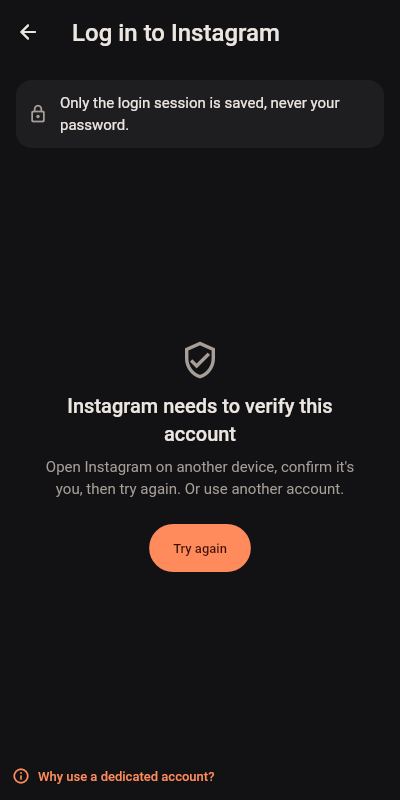 Log in to Instagram
Only the login session is saved, never your
password.
Instagram needs to verify this
account
Open Instagram on another device, confirm it's
you, then try again. Or use another account.
Try again
Why use a dedicated account?